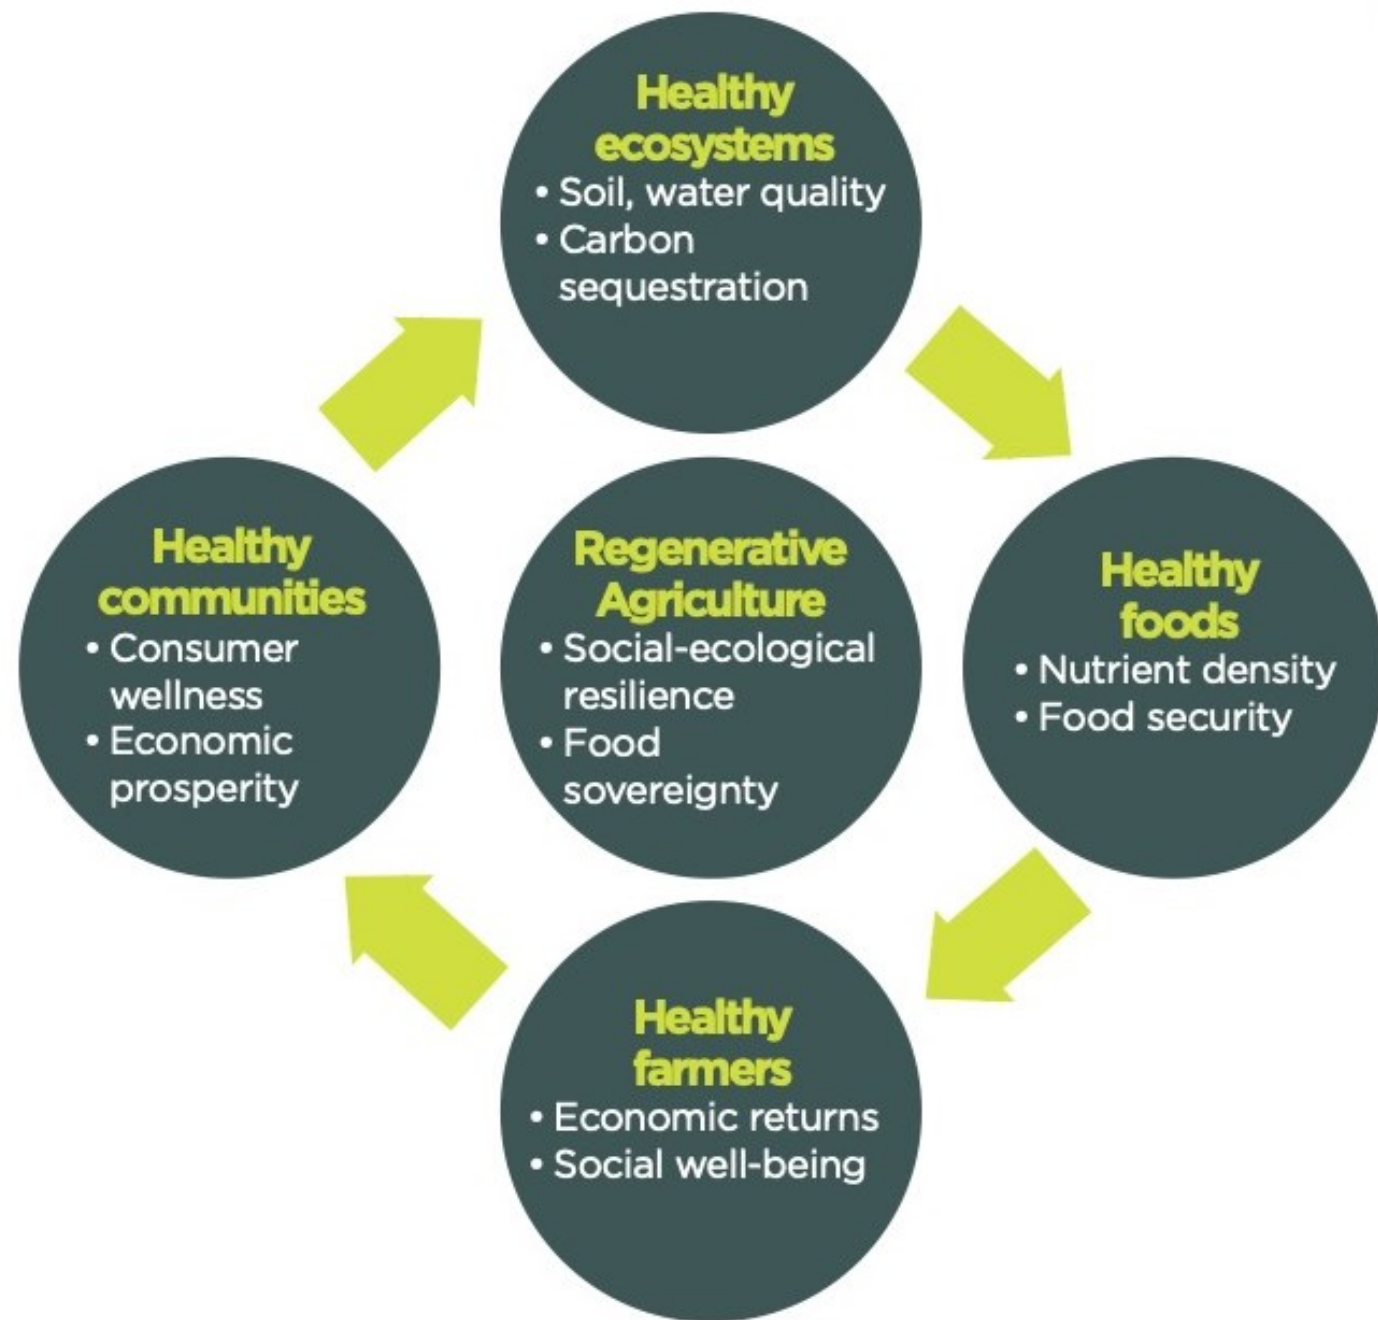 Healthy
ecosystems
• Soil, water quality
• Carbon
sequestration
Healthy
communities
• Consumer
wellness
• Economic
prosperity
Regenerative
Agriculture
• Social-ecological
resilience
• Food
sovereignty
Healthy
foods
• Nutrient density
• Food security
Healthy
farmers
• Economic returns
• Social well-being